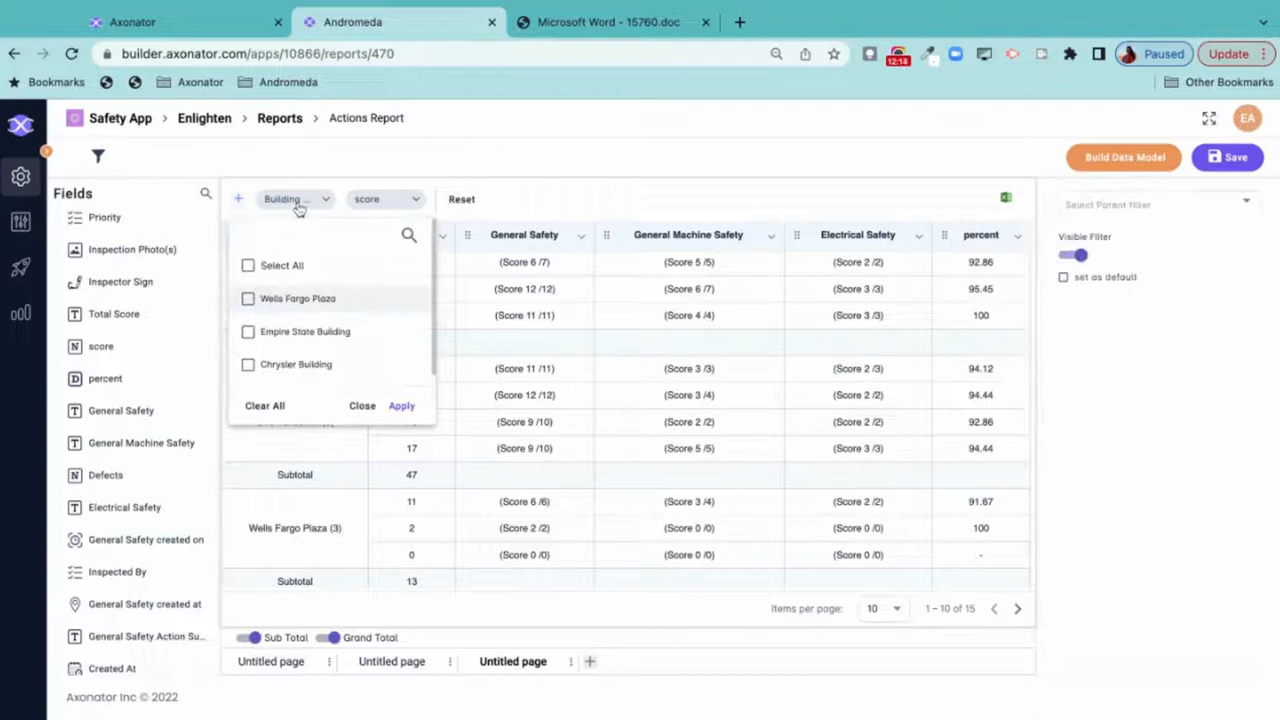 Axonator
Andromeda
Microsoft Word - 15760.doc
builder.axonator.com/apps/10866/reports/470
12:14
Paused
Update
Bookmarks
Axonator
Andromeda
Other Bookmarks
Safety App > Enlighten > Reports > Actions Report
EA
Build Data Model
Save
Fields
Priority
Inspection Photo(s)
Inspector Sign
Total Score
score
percent
General Safety
General Machine Safety
Defects
Electrical Safety
General Safety created on
Inspected By
General Safety created at
General Safety Action Su...
Created At
Axonator Inc © 2022
Building ...
score
Reset
Select All
Wells Fargo Plaza
Empire State Building
Chrysler Building
Clear All
Close
Apply
General Safety General Machine Safety Electrical Safety percent
(Score 6 /7) (Score 5 /5) (Score 2 /2) 92.86
(Score 12 /12) (Score 6 /7) (Score 3 /3) 95.45
(Score 11 /11) (Score 4 /4) (Score 3 /3) 100
(Score 11 /11) (Score 3 /3) (Score 2 /3) 94.12
(Score 12 /12) (Score 3 /4) (Score 2 /2) 94.44
(Score 9 /10) (Score 2 /2) (Score 2 /2) 92.86
17 (Score 9 /10) (Score 5 /5) (Score 3 /3) 94.44
Subtotal 47
11 (Score 6 /6) (Score 3 /4) (Score 2 /2) 91.67
Wells Fargo Plaza (3) 2 (Score 2 /2) (Score 0 /0) (Score 0 /0) 100
0 (Score 0 /0) (Score 0 /0) (Score 0 /0) -
Subtotal 13
Items per page: 10 1 – 10 of 15
Sub Total
Grand Total
Untitled page
Untitled page
Untitled page
Select Parent filter
Visible Filter
set as default